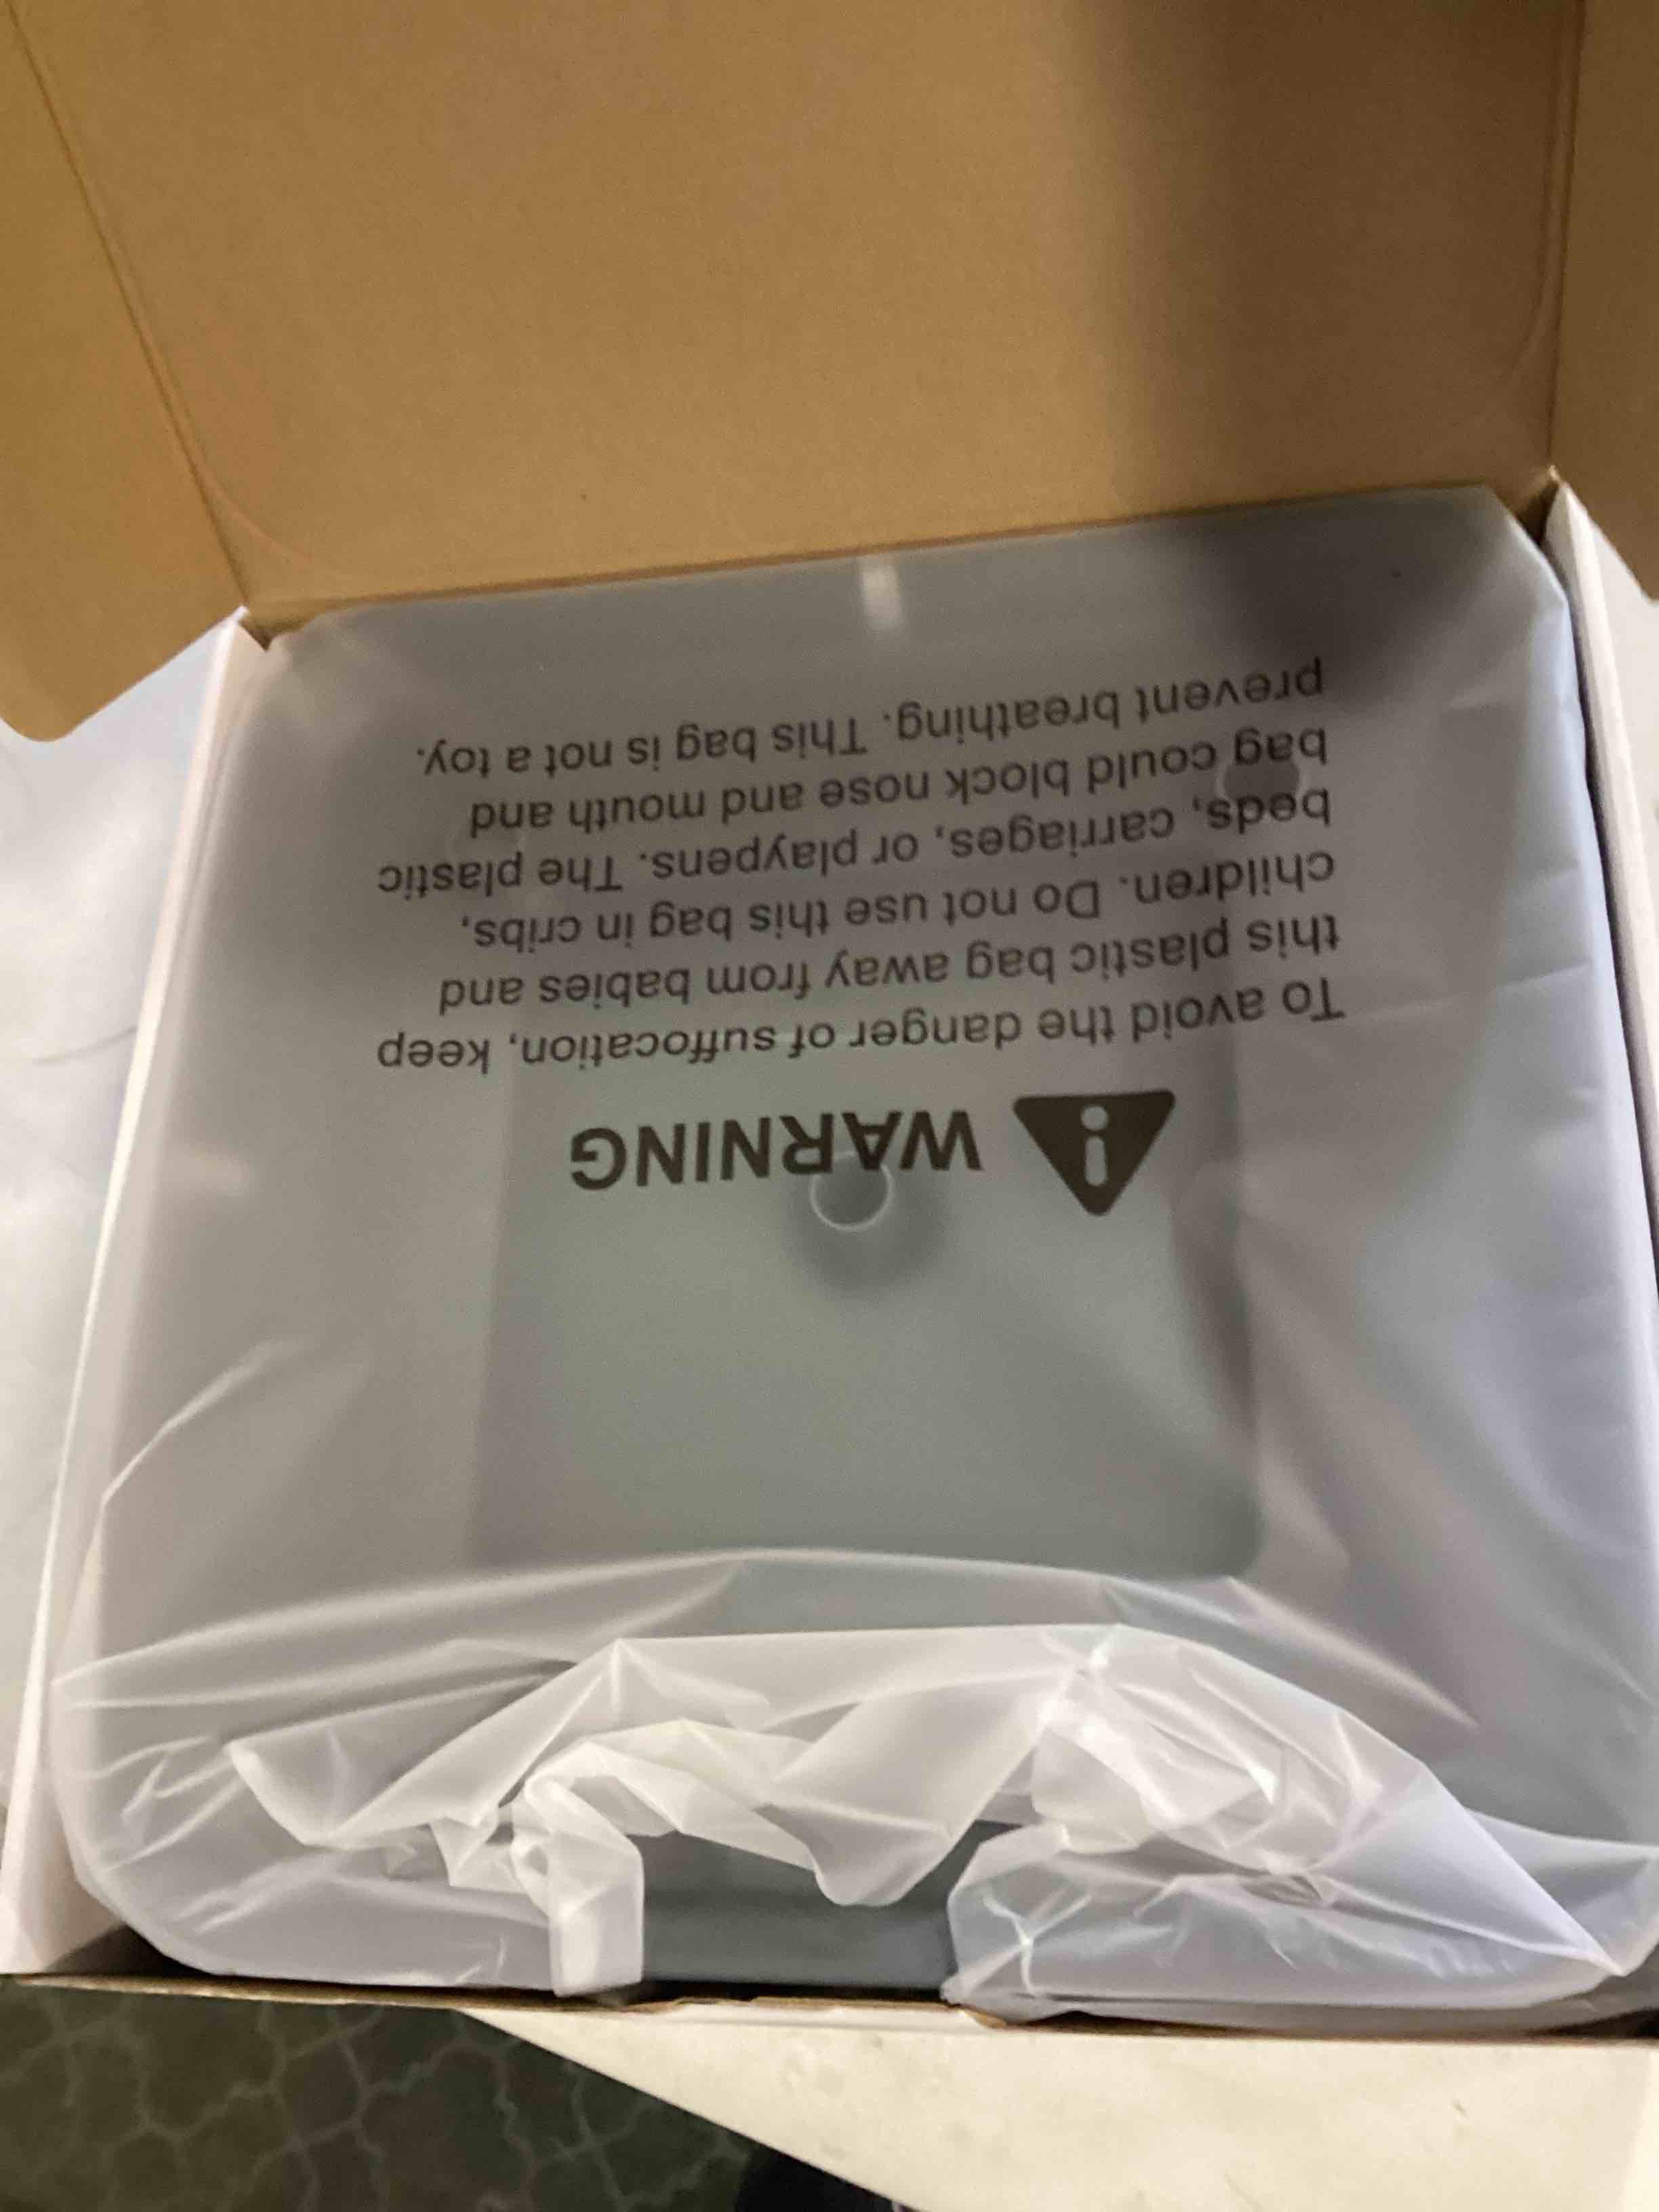 WARNING
To avoid the danger of suffocation, keep
this plastic bag away from babies and
children. Do not use this bag in cribs,
beds, carriages, or playpens. The plastic
bag could block nose and mouth and
prevent breathing. This bag is not a toy.